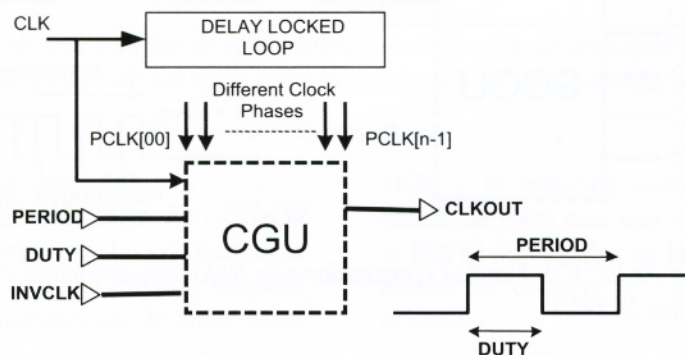 CLK
DELAY LOCKED
LOOP
Different Clock
Phases
PCLK[00]
PCLK[n-1]
PERIOD
DUTY
INVCLK
CGU
CLKOUT
PERIOD
DUTY